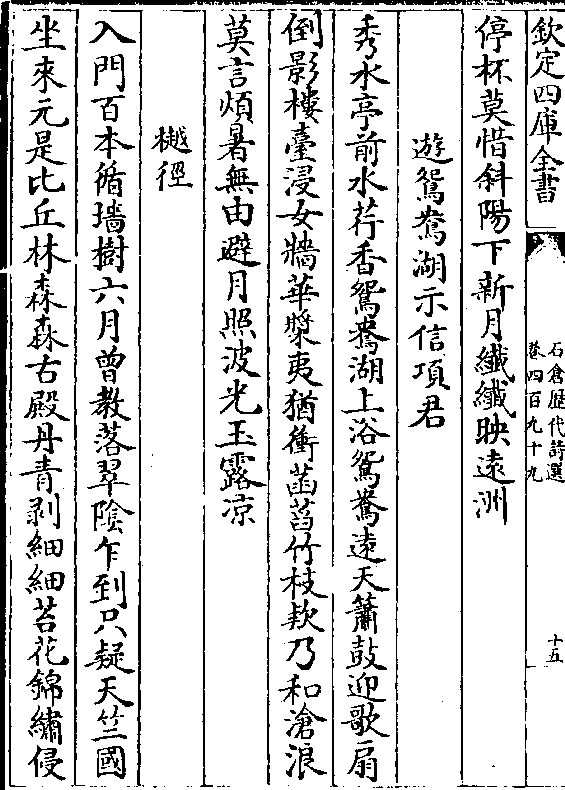 欽定四庫全書
石倉歷代詩選
卷四百九十九
十五
停杯莫惜斜陽下新月纖纖映遠洲
遊鴛鴦湖示信項君
秀水亭前水荇香鴛鴦湖上浴鴛鴦遠天簫鼓迎歌扇
倒影樓臺浸女牆華槳夷猶衝菡萏竹枝欵乃和滄浪
莫言煩暑無由避月照波光玉露凉
樾徑
入門百本循墻樹六月曾教落翠陰乍到只疑天竺國
坐來元是比丘林森森古殿丹青剥細細苔花錦繡侵